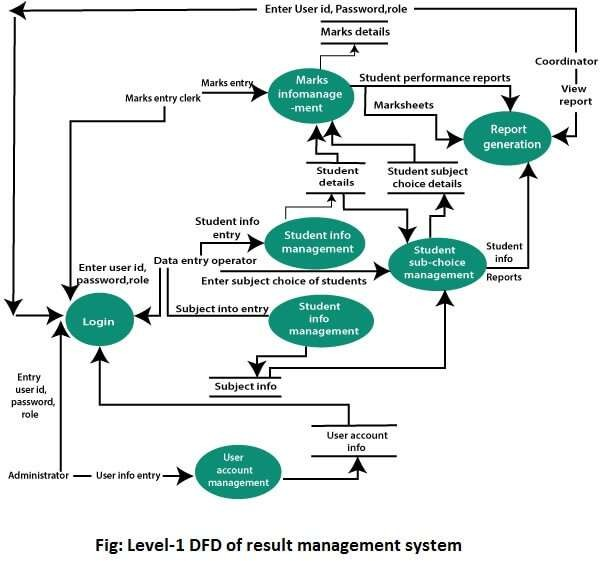 Enter User id, Password,role
Marks details
Coordinator
View
report
Marks entry
Marks entry clerk
Marks
infomanage
-ment
Student performance reports
Marksheets
Report
generation
Student
details
Student subject
choice details
Student info
entry
Student info
management
Data entry operator
Enter user id,
password,role
Enter subject choice of students
Student
sub-choice
management
Student
info
Reports
Subject into entry
Student
info
management
Login
Entry
user id,
password,
role
Subject info
User account
info
Administrator
User info entry
User
account
management
Fig: Level-1 DFD of result management system